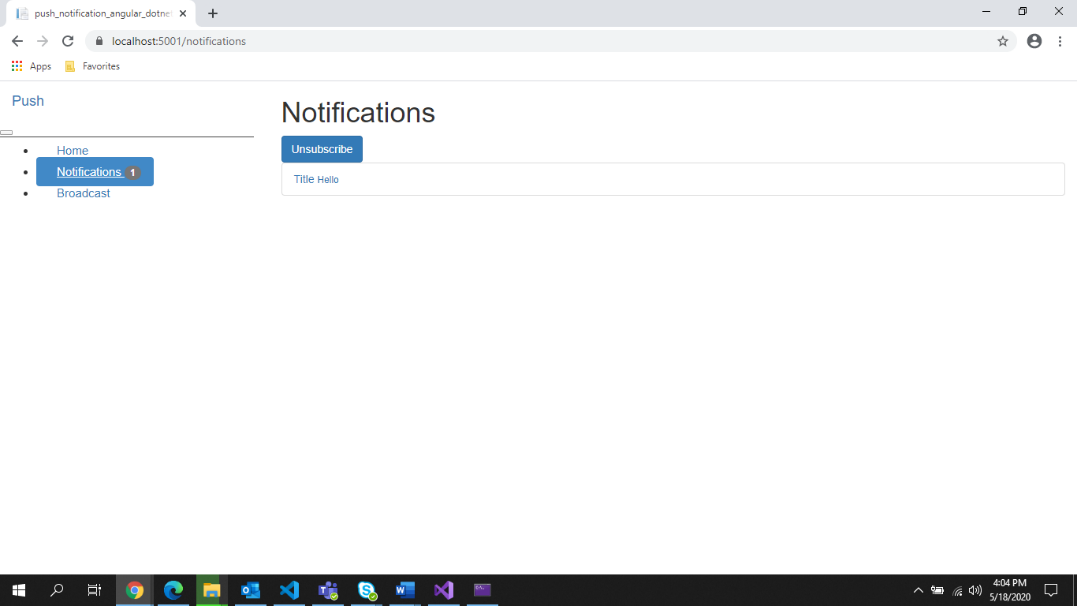 push_notification_angular_dotne
localhost:5001/notifications
Apps
Favorites
Push
Notifications
Home
Notifications 1
Broadcast
Unsubscribe
Title Hello
4:04 PM
5/18/2020